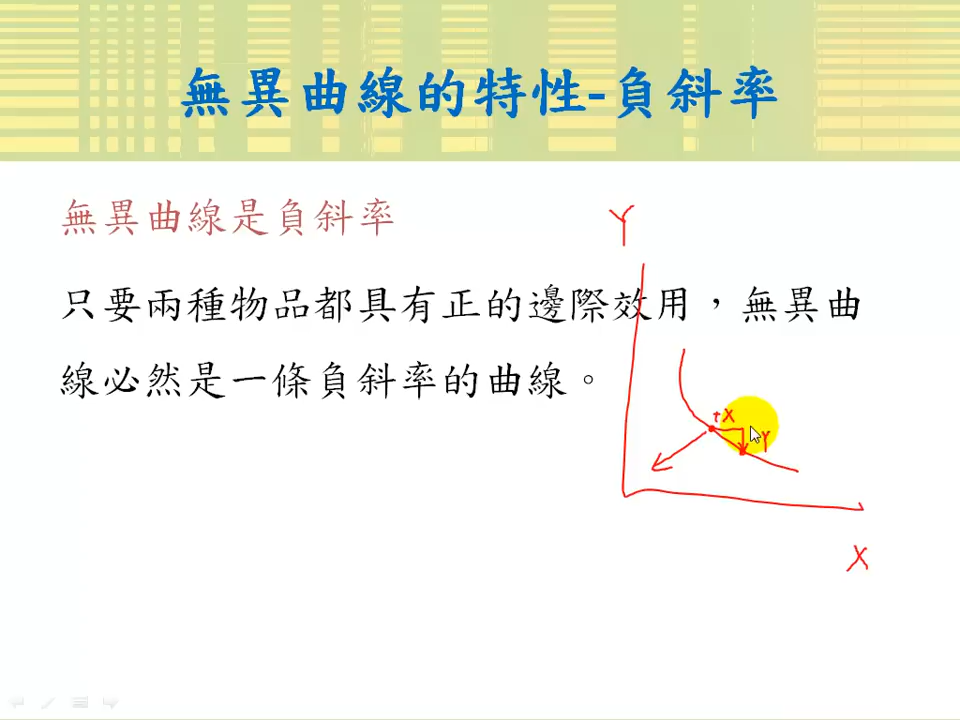 無異曲線的特性-負斜率
無異曲線是負斜率
只要兩種物品都具有正的邊際效用，無異曲
線必然是一條負斜率的曲線。
Y
+X
Y
X